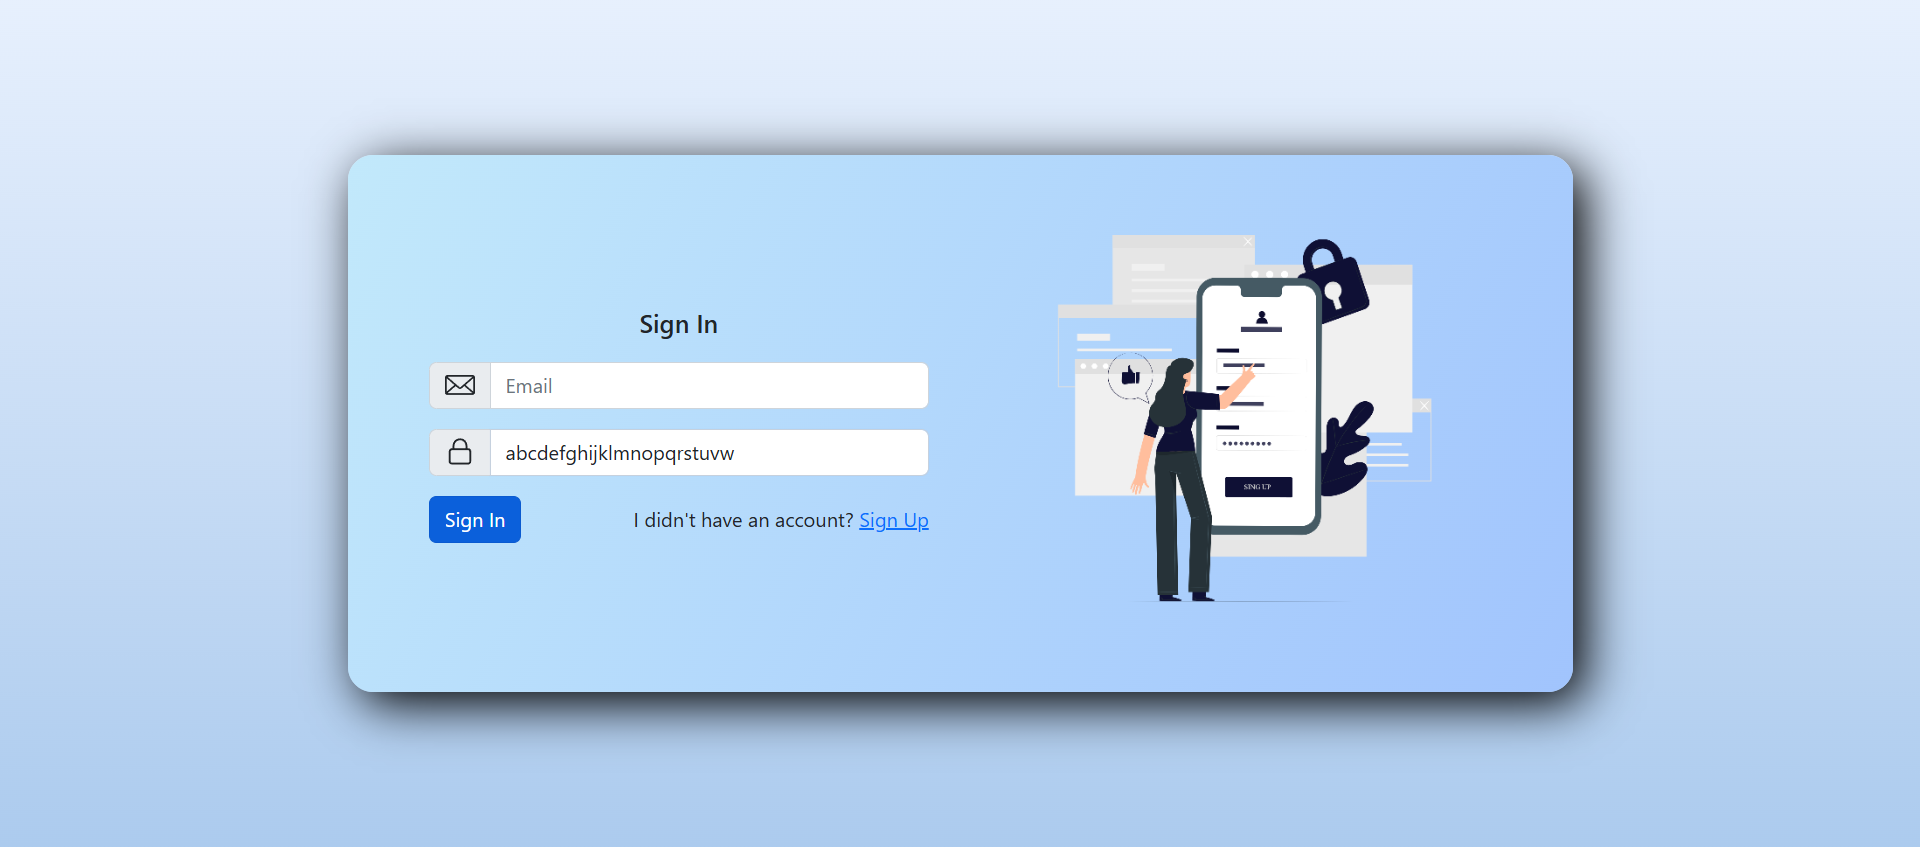 Sign In
Email
abcdefghijklmnopqrstuvw
Sign In
I didn't have an account? Sign Up
SING UP